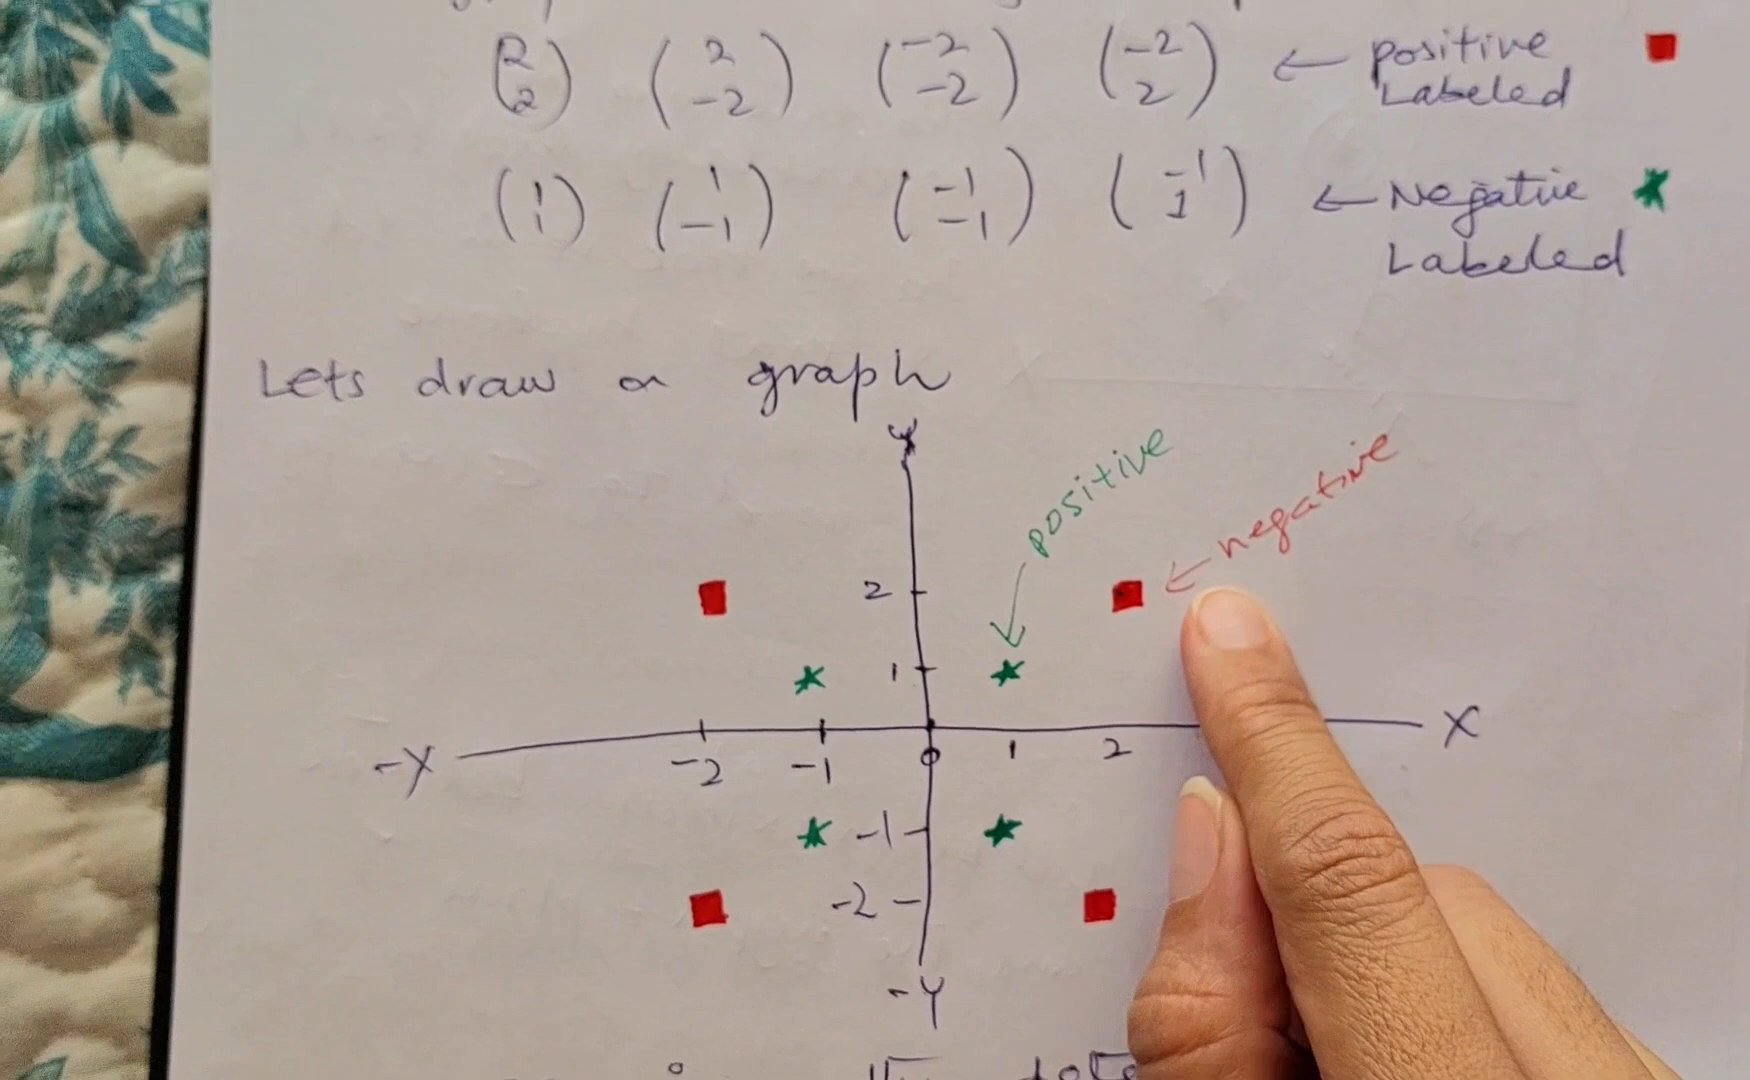 (2 2) (2 -2) (-2 -2) (-2 2) ← positive Labeled
(1 1) (1 -1) (-1 -1) (-1 1) ← Negative Labeled
Lets draw a graph
Y
positive
negative
2
1
-X -2 -1 0 1 2 X
-1
-2
-Y